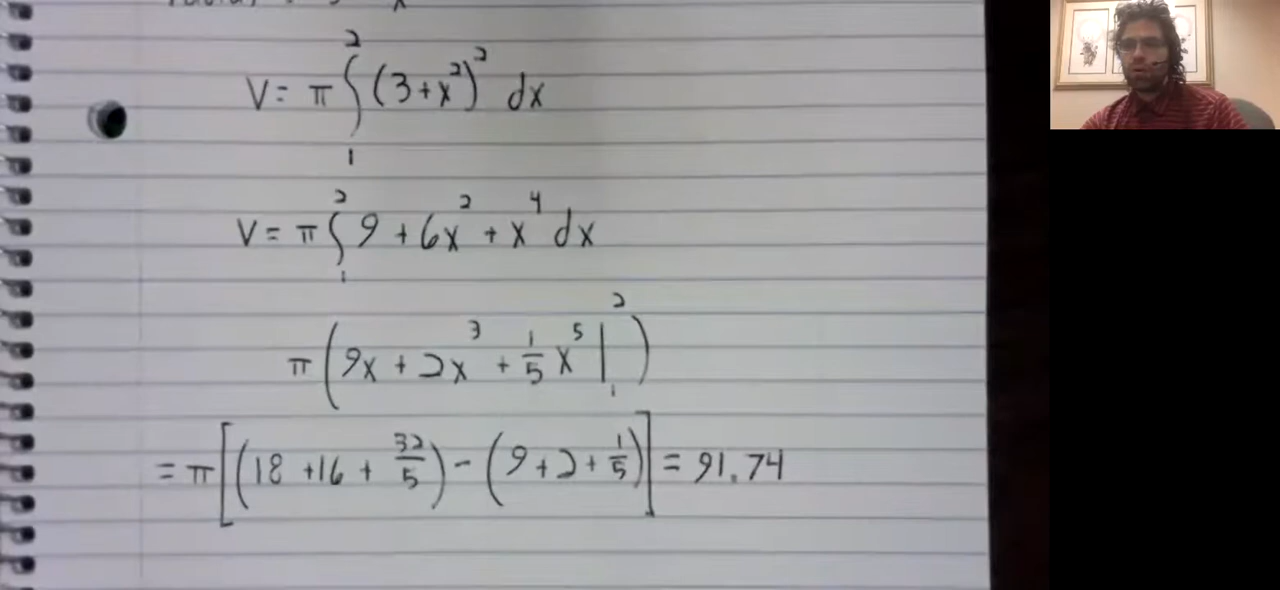 V = π ∫₁² (3 + x²)² dx
V = π ∫₁² 9 + 6x² + x⁴ dx
π (9x + 2x³ + 1/5 x⁵ |₁²)
= π [(18 + 16 + 32/5) - (9 + 2 + 1/5)] = 91.74